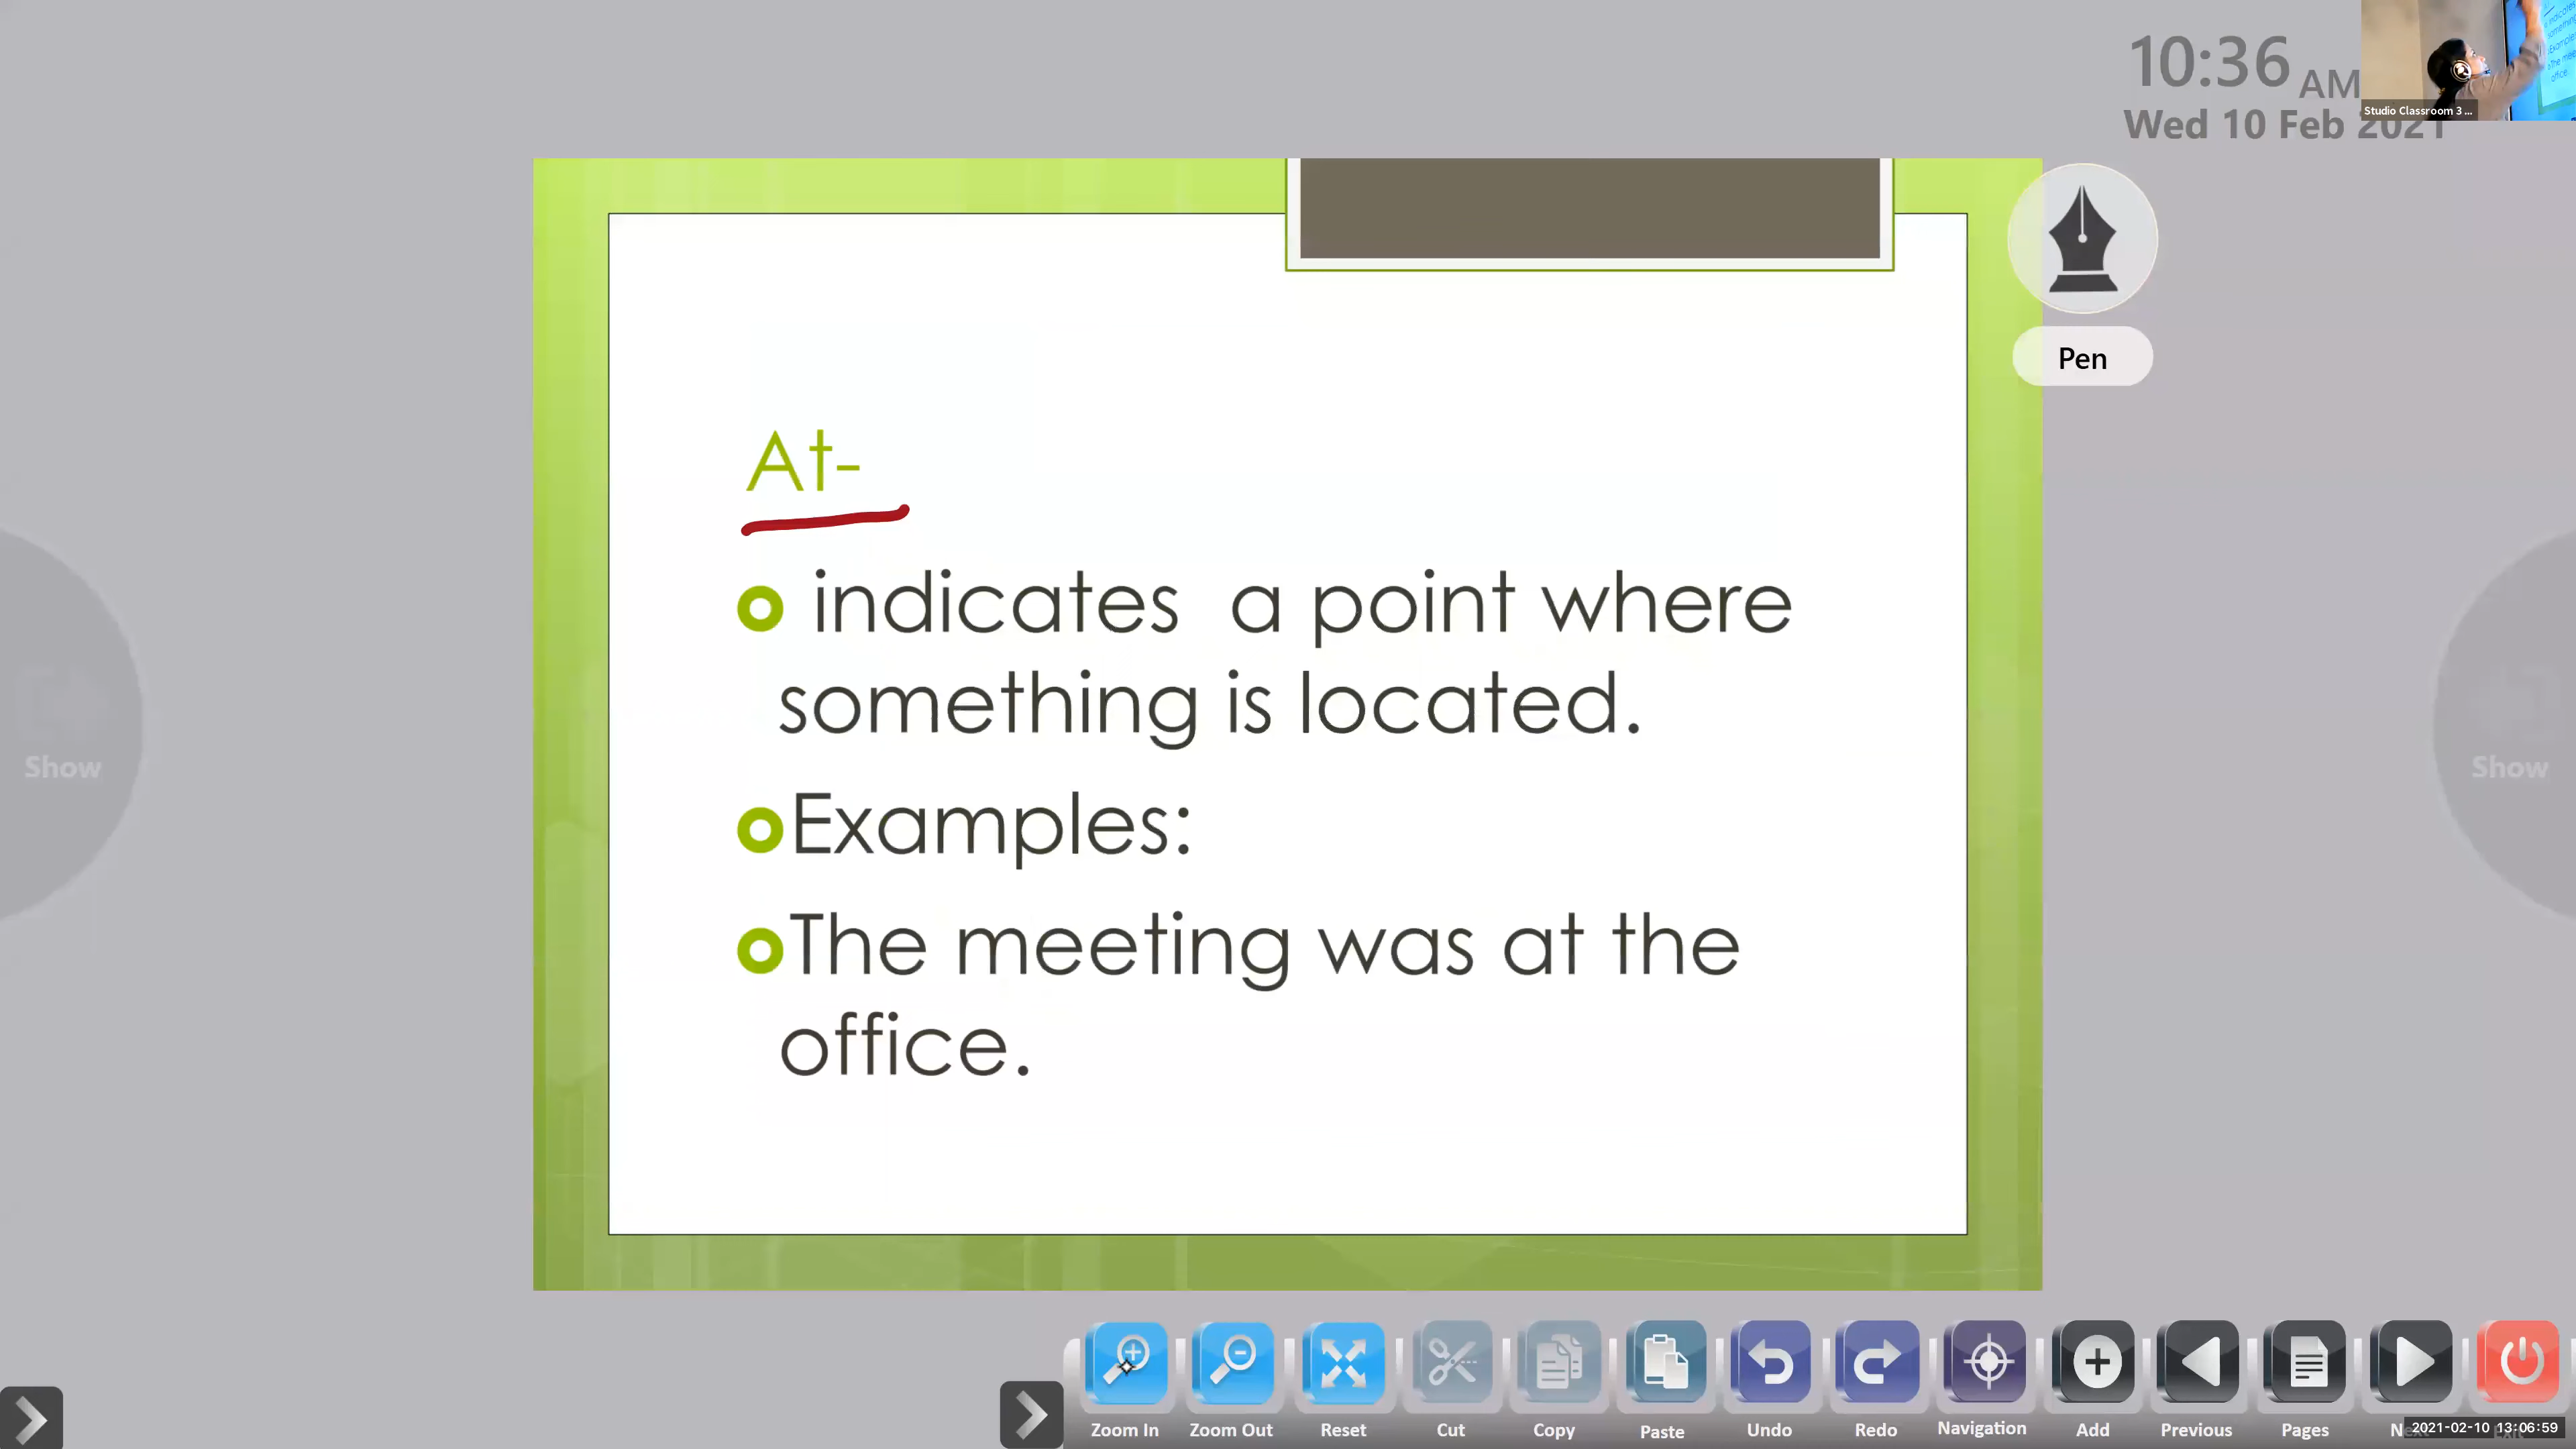 10:36 AM
Wed 10 Feb 2021
Studio Classroom 3 ...
Pen
At-
indicates  a point where
something is located.
Examples:
The meeting was at the
office.
Show
Show
Zoom In Zoom Out Reset Cut Copy Paste Undo Redo Navigation Add Previous Pages
2021-02-10 13:06:59